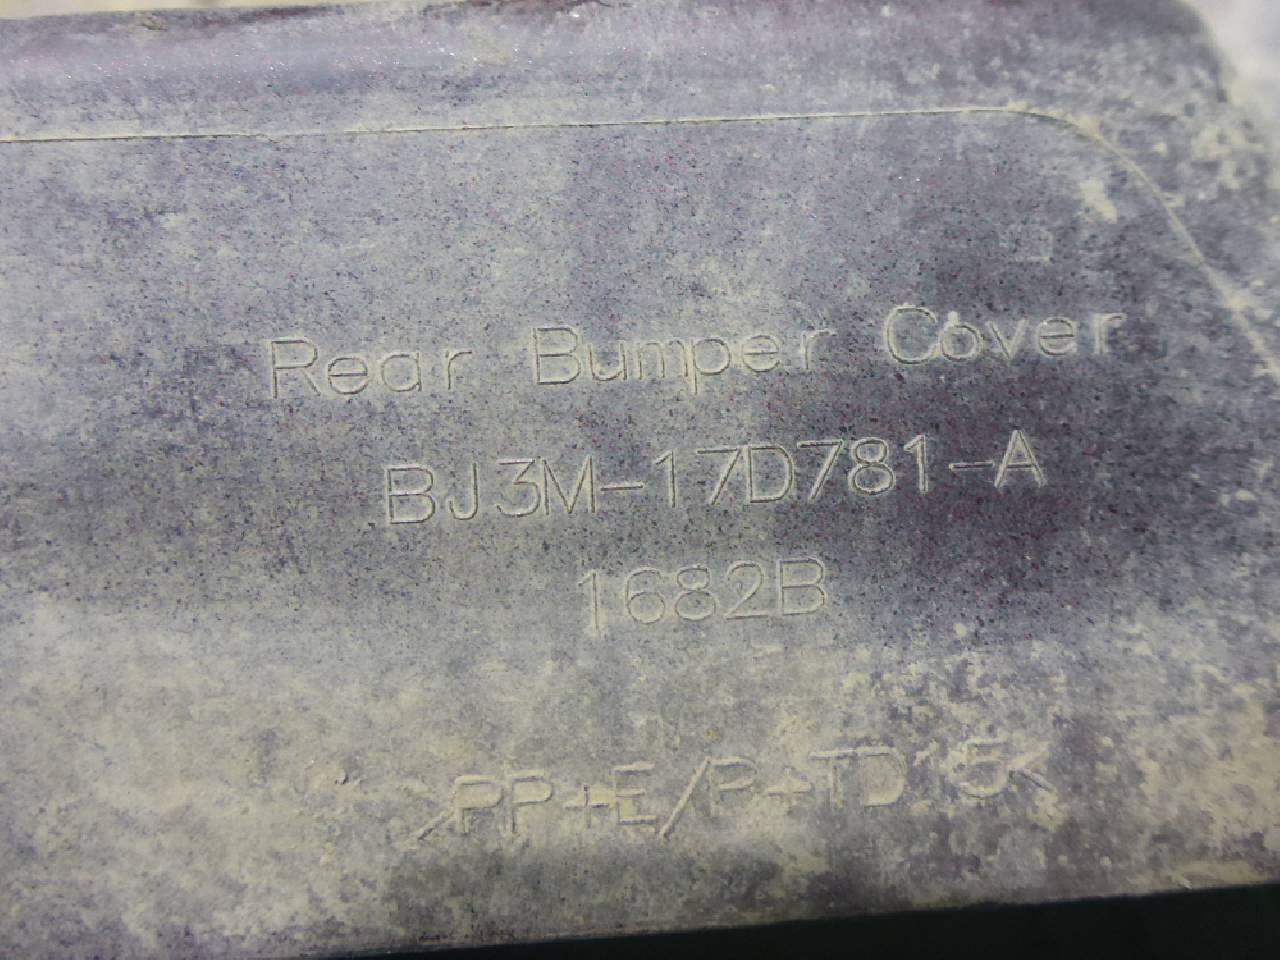 Rear Bumper Cover
BJ3M-17D781-A
1682B
>PP+E/P+TD15<